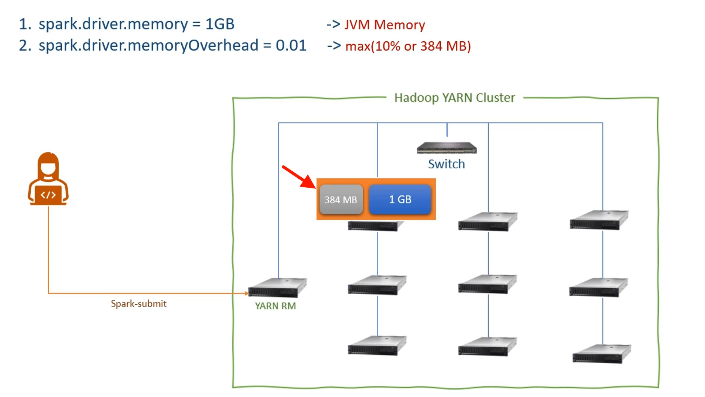 1. spark.driver.memory = 1GB -> JVM Memory
2. spark.driver.memoryOverhead = 0.01 -> max(10% or 384 MB)
Hadoop YARN Cluster
Switch
384 MB
1 GB
</>
Spark-submit
YARN RM